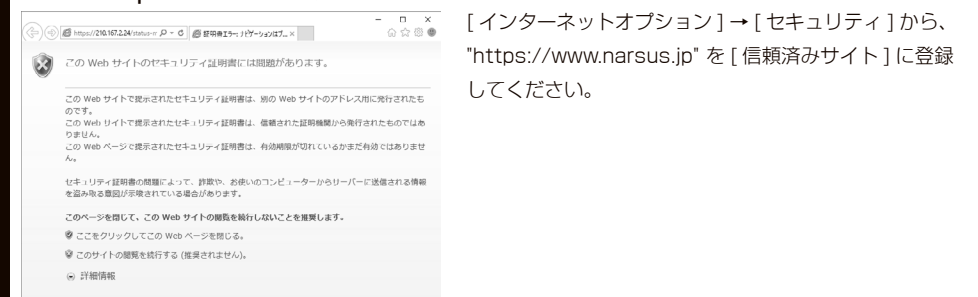 https://210.167.2.24/status-r
証明書エラー: ナビゲーションはブ...
この Web サイトのセキュリティ証明書には問題があります。
この Web サイトで提示されたセキュリティ証明書は、別の Web サイトのアドレス用に発行されたも
のです。
この Web サイトで提示されたセキュリティ証明書は、信頼された証明機関から発行されたものではあ
りません。
この Web ページで提示されたセキュリティ証明書は、有効期限が切れているかまだ有効ではありませ
ん。
セキュリティ証明書の問題によって、詐欺や、お使いのコンピューターからサーバーに送信される情報
を盗み取る意図が示唆されている場合があります。
このページを閉じて、この Web サイトの閲覧を続行しないことを推奨します。
ここをクリックしてこの Web ページを閉じる。
このサイトの閲覧を続行する (推奨されません)。
詳細情報
[ インターネットオプション ] → [ セキュリティ ] から、
"https://www.narsus.jp" を [ 信頼済みサイト ] に登録
してください。